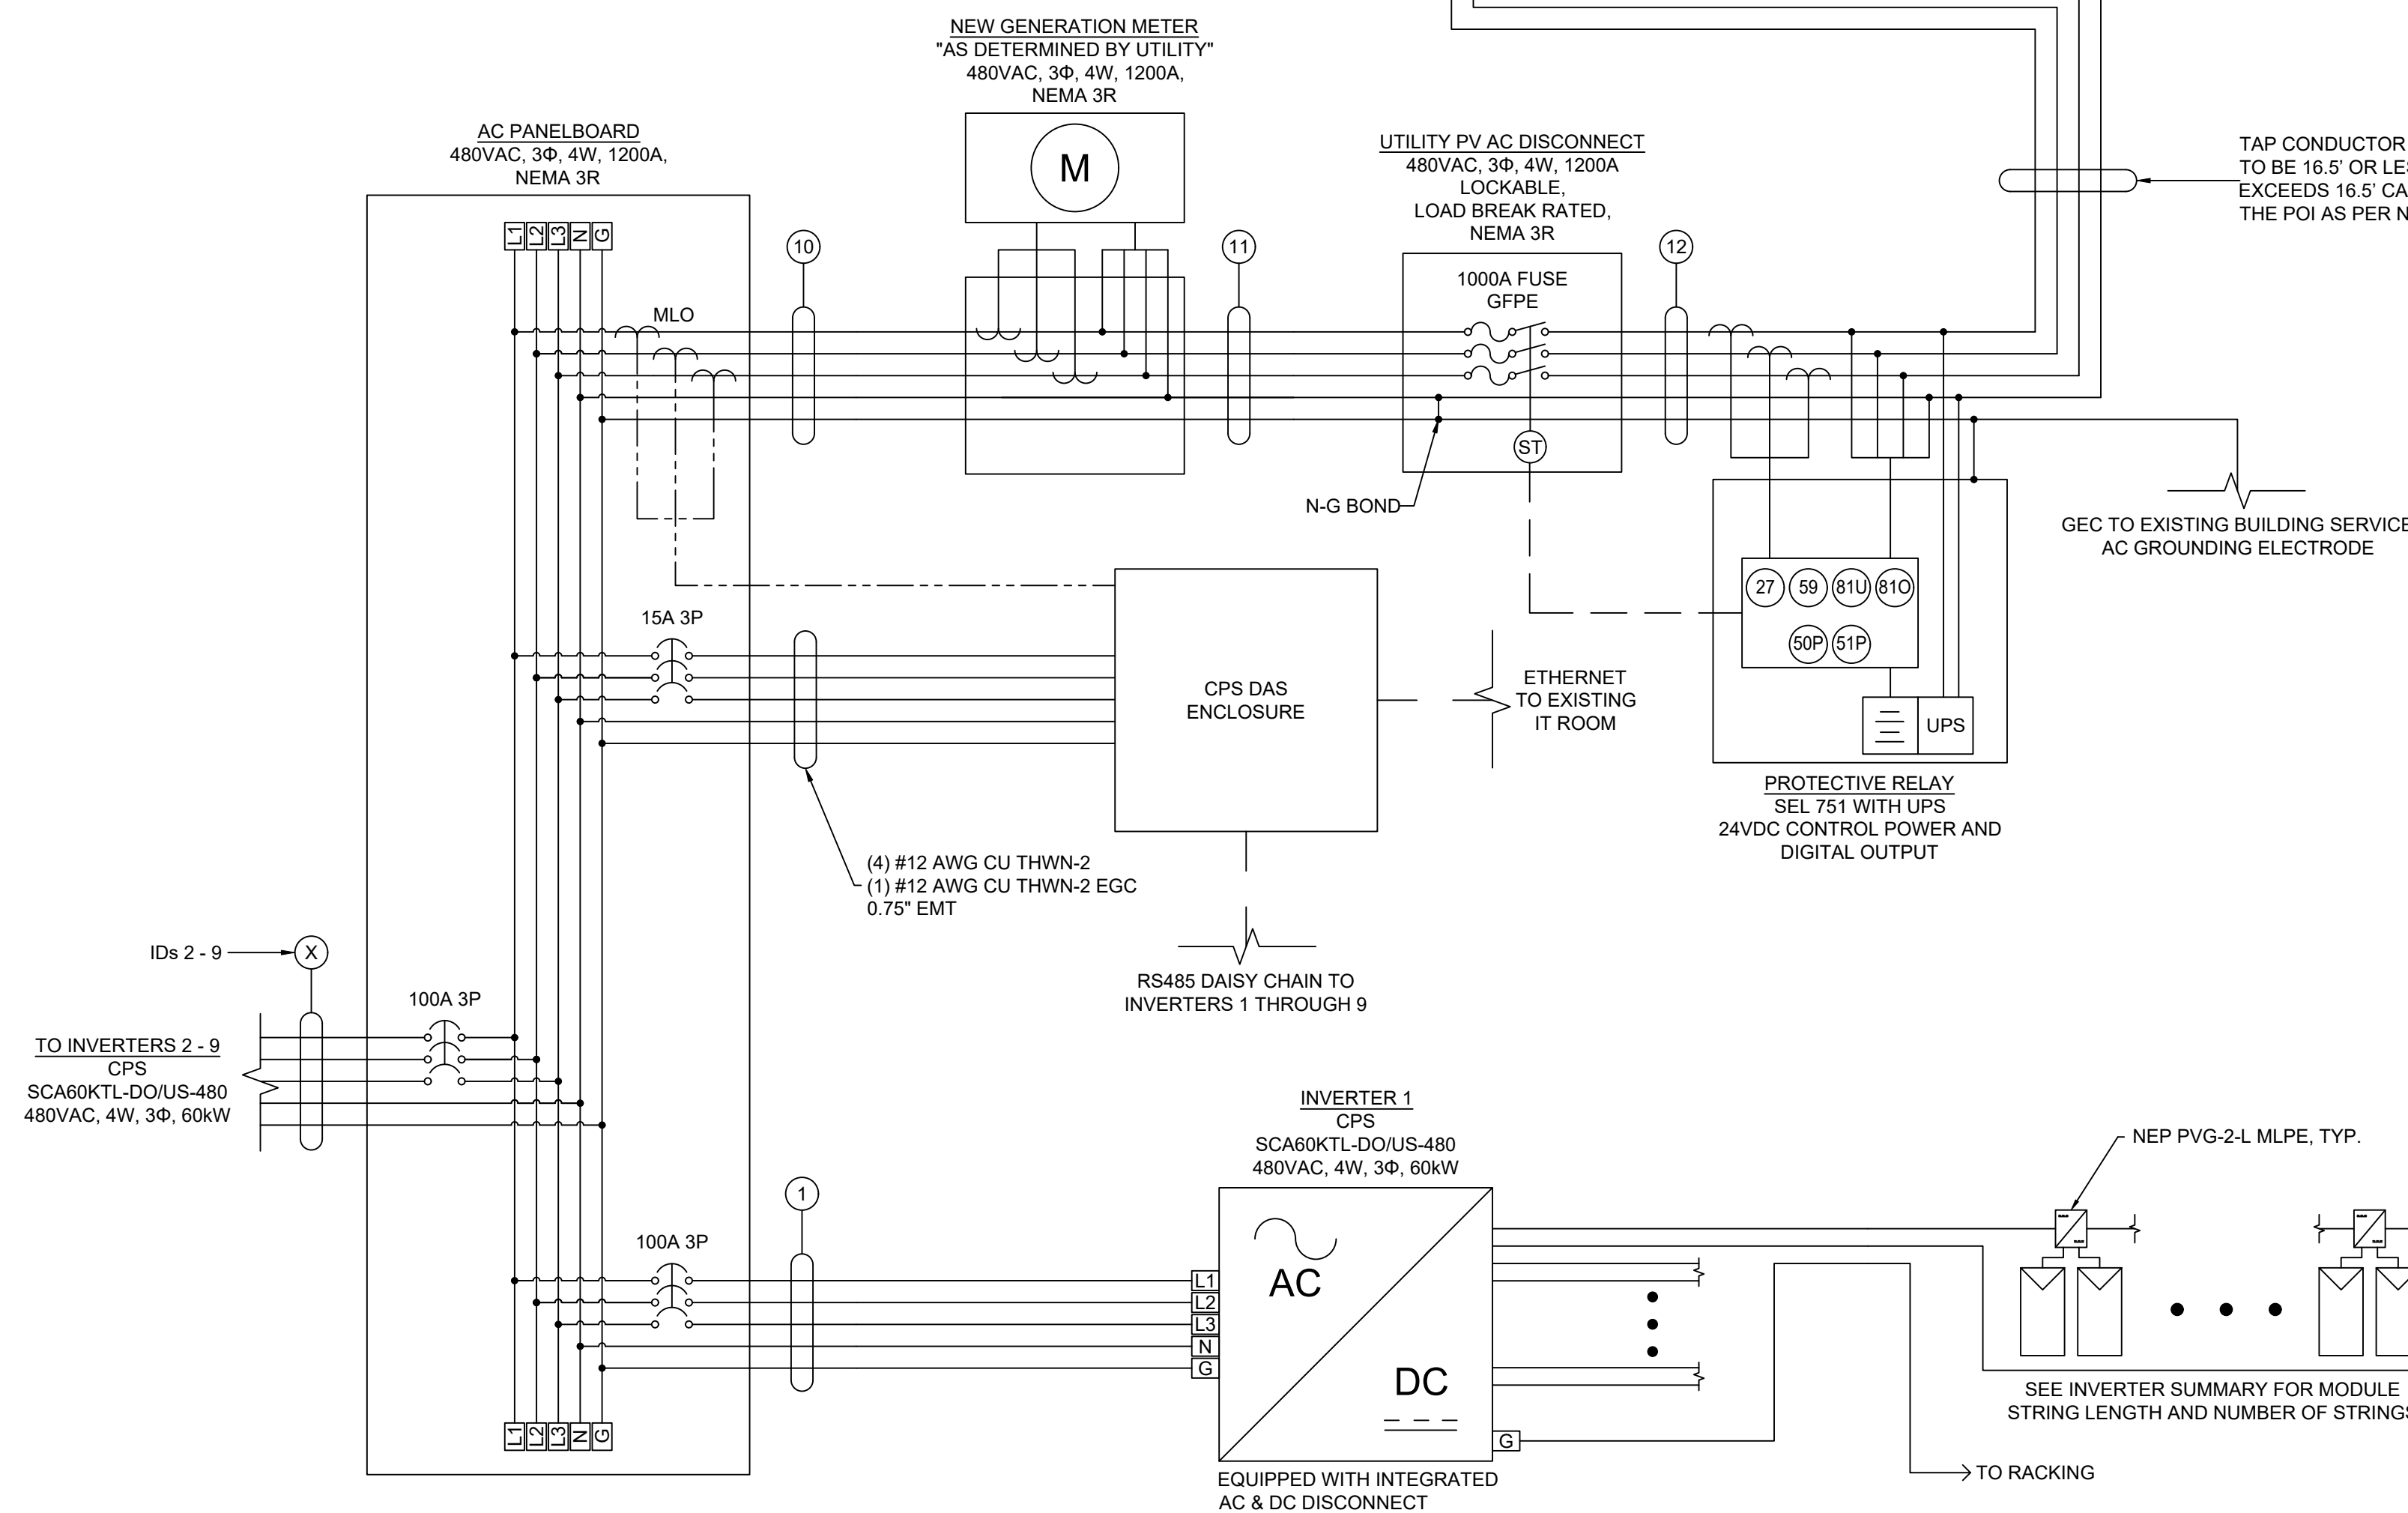 NEW GENERATION METER
"AS DETERMINED BY UTILITY"
480VAC, 3Φ, 4W, 1200A,
NEMA 3R
M
AC PANELBOARD
480VAC, 3Φ, 4W, 1200A,
NEMA 3R
L1 L2 L3 N G
MLO
10
11
UTILITY PV AC DISCONNECT
480VAC, 3Φ, 4W, 1200A
LOCKABLE,
LOAD BREAK RATED,
NEMA 3R
1000A FUSE
GFPE
ST
N-G BOND
12
TAP CONDUCTOR
TO BE 16.5' OR
EXCEEDS 16.5'
THE POI AS PER
GEC TO EXISTING BUILDING SERVICE
AC GROUNDING ELECTRODE
27 59 81U 81O
50P 51P
UPS
PROTECTIVE RELAY
SEL 751 WITH UPS
24VDC CONTROL POWER AND
DIGITAL OUTPUT
15A 3P
CPS DAS
ENCLOSURE
ETHERNET
TO EXISTING
IT ROOM
(4) #12 AWG CU THWN-2
(1) #12 AWG CU THWN-2 EGC
0.75" EMT
RS485 DAISY CHAIN TO
INVERTERS 1 THROUGH 9
IDs 2 - 9
X
100A 3P
TO INVERTERS 2 - 9
CPS
SCA60KTL-DO/US-480
480VAC, 4W, 3Φ, 60kW
1
100A 3P
INVERTER 1
CPS
SCA60KTL-DO/US-480
480VAC, 4W, 3Φ, 60kW
L1
L2
L3
N
G
AC
DC
G
EQUIPPED WITH INTEGRATED
AC & DC DISCONNECT
NEP PVG-2-L MLPE, TYP.
SEE INVERTER SUMMARY FOR MODULE
STRING LENGTH AND NUMBER OF STRINGS
TO RACKING
L1 L2 L3 N G